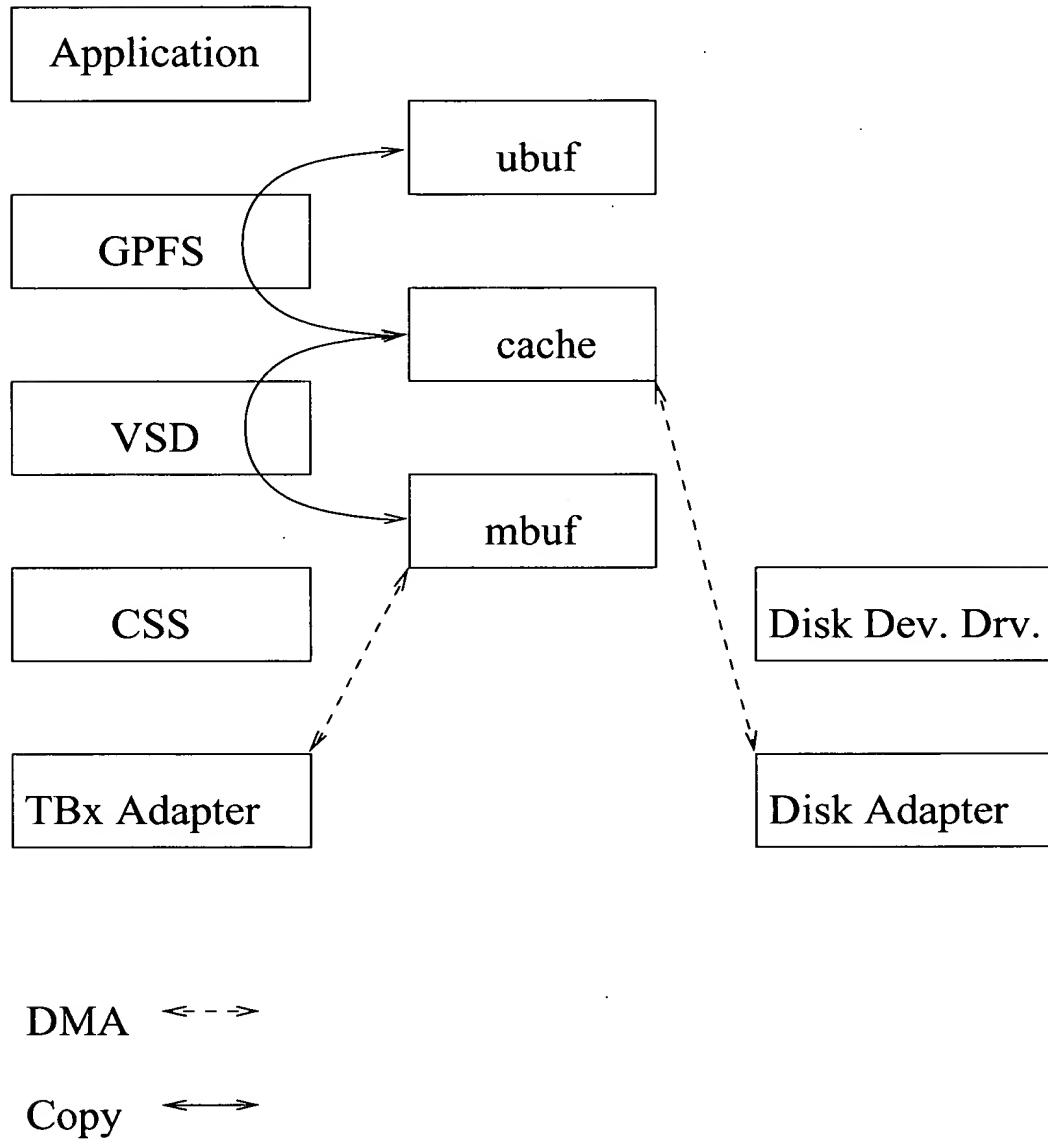 Application
ubuf
GPFS
cache
VSD
mbuf
CSS
Disk Dev. Drv.
TBx Adapter
Disk Adapter
DMA
Copy